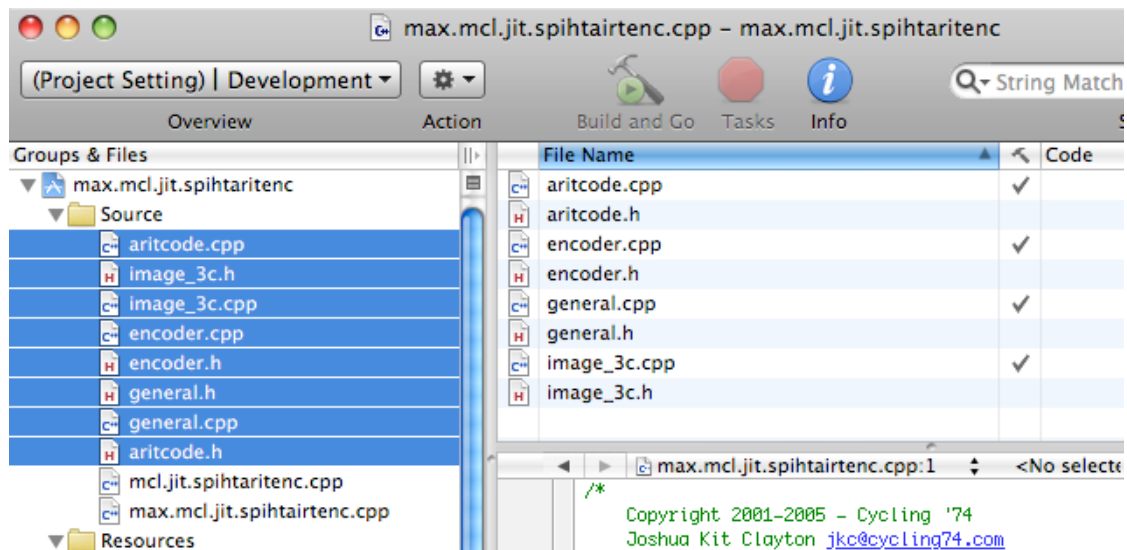 max.mcl.jit.spihtairtenc.cpp – max.mcl.jit.spihtaritenc
(Project Setting) | Development
String Match
Overview
Action
Build and Go
Tasks
Info
Groups & Files
max.mcl.jit.spihtaritenc
Source
aritcode.cpp
image_3c.h
image_3c.cpp
encoder.cpp
encoder.h
general.h
general.cpp
aritcode.h
mcl.jit.spihtaritenc.cpp
max.mcl.jit.spihtairtenc.cpp
Resources
File Name
Code
aritcode.cpp
aritcode.h
encoder.cpp
encoder.h
general.cpp
general.h
image_3c.cpp
image_3c.h
max.mcl.jit.spihtairtenc.cpp:1
<No selecte
/*
Copyright 2001-2005 - Cycling '74
Joshua Kit Clayton jkc@cycling74.com